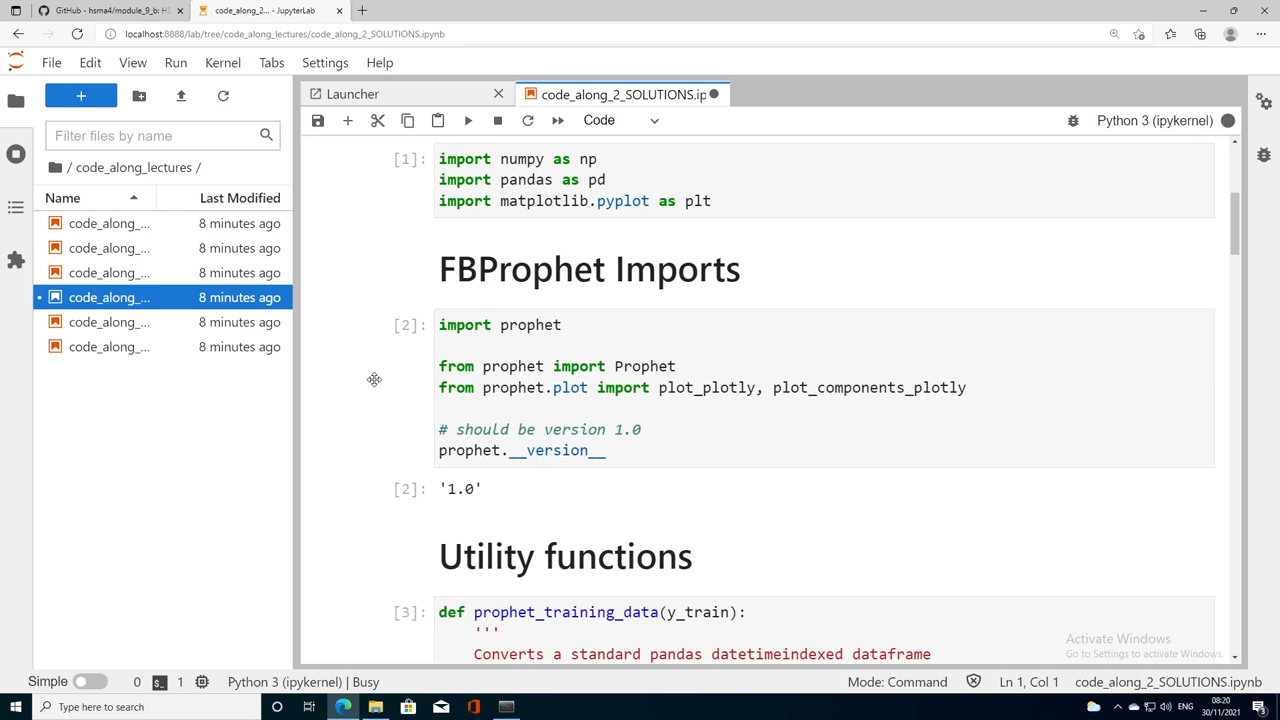 GitHub - hsma4/module_9_b: HS
code_along_2... - JupyterLab
localhost:8888/lab/tree/code_along_lectures/code_along_2_SOLUTIONS.ipynb
File Edit View Run Kernel Tabs Settings Help
Launcher
code_along_2_SOLUTIONS.ip
Code
Python 3 (ipykernel)
Filter files by name
/ code_along_lectures /
Name Last Modified
code_along_... 8 minutes ago
code_along_... 8 minutes ago
code_along_... 8 minutes ago
code_along_... 8 minutes ago
code_along_... 8 minutes ago
code_along_... 8 minutes ago
[1]: import numpy as np
import pandas as pd
import matplotlib.pyplot as plt
FBProphet Imports
[2]: import prophet
from prophet import Prophet
from prophet.plot import plot_plotly, plot_components_plotly
# should be version 1.0
prophet.__version__
[2]: '1.0'
Utility functions
[3]: def prophet_training_data(y_train):
'''
Converts a standard pandas datetimeindexed dataframe
Activate Windows
Go to Settings to activate Windows.
Simple 0 $_ 1 Python 3 (ipykernel) | Busy Mode: Command Ln 1, Col 1 code_along_2_SOLUTIONS.ipynb
Type here to search
ENG
08:20
30/11/2021
3